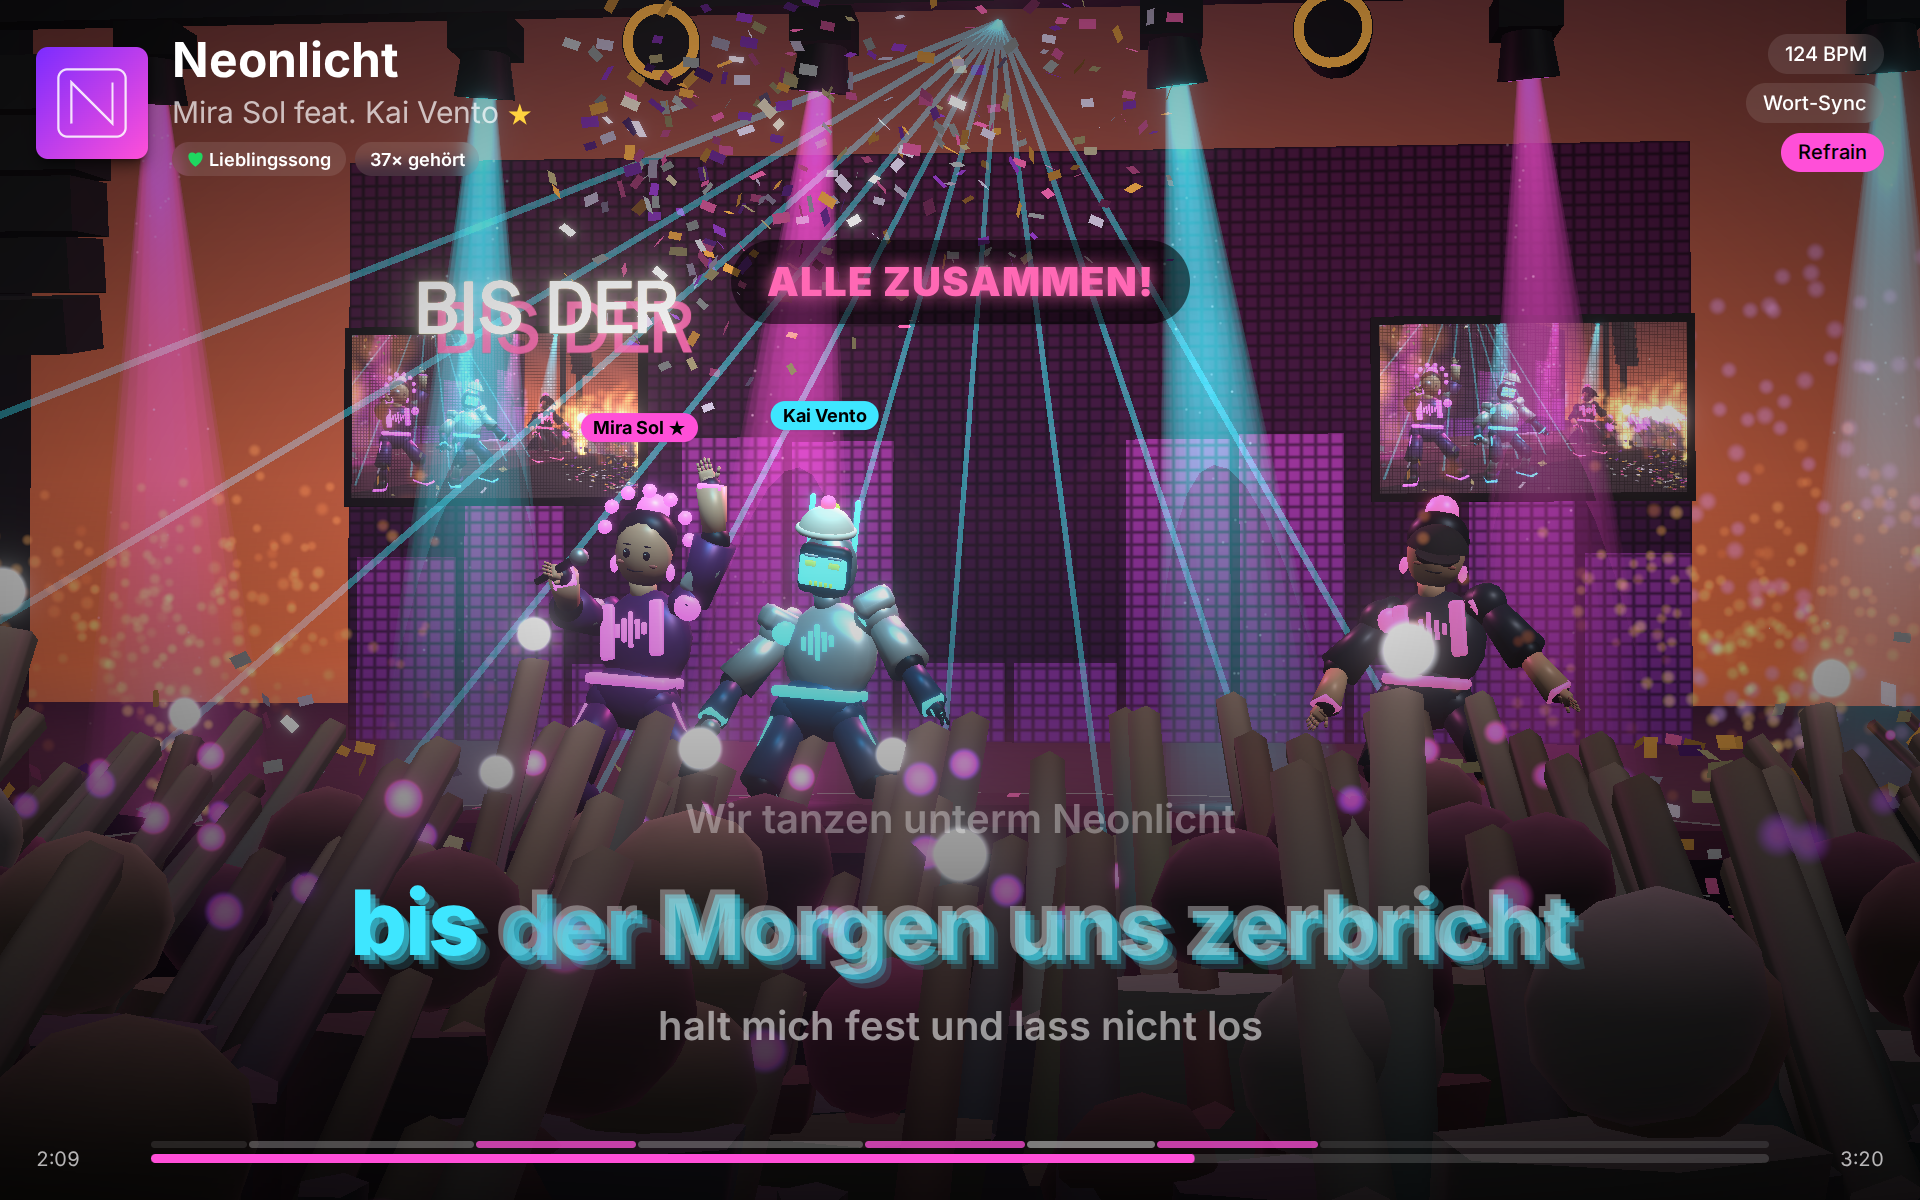 N
Neonlicht
Mira Sol feat. Kai Vento ★
Lieblingssong
37× gehört
124 BPM
Wort-Sync
Refrain
BIS DER
ALLE ZUSAMMEN!
Mira Sol ★
Kai Vento
Wir tanzen unterm Neonlicht
bis der Morgen uns zerbricht
halt mich fest und lass nicht los
2:09
3:20